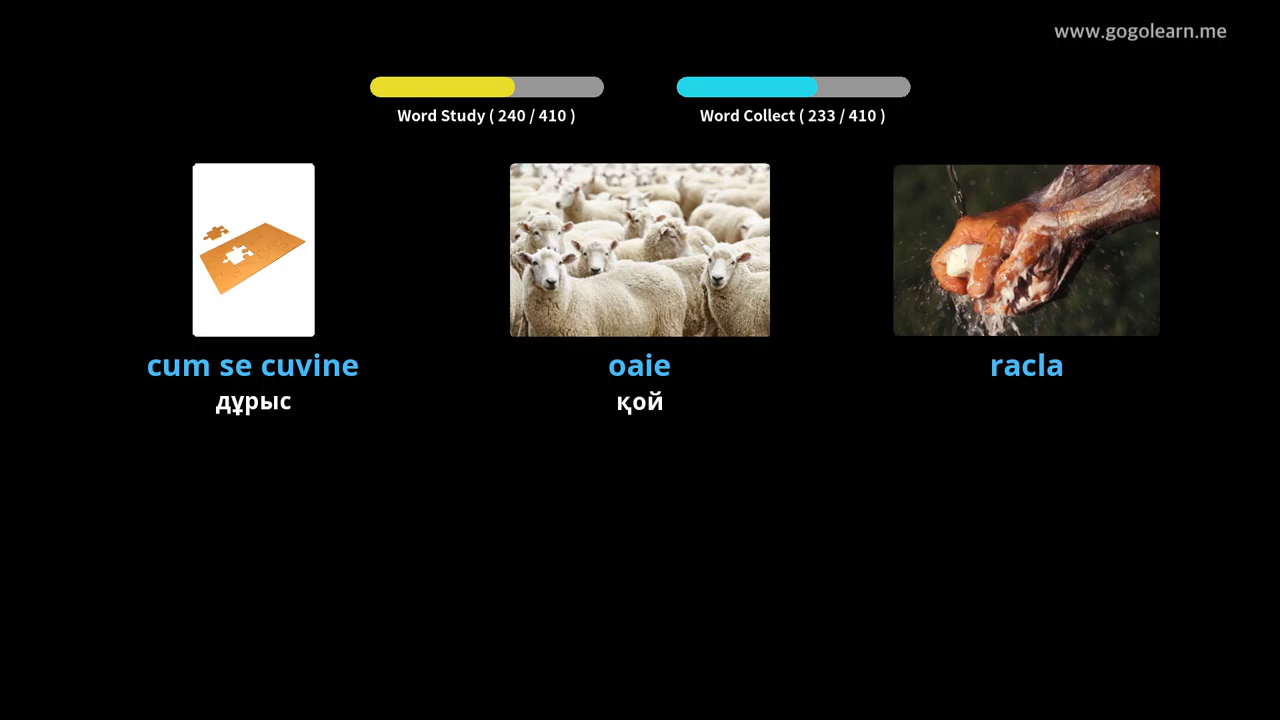 www.gogolearn.me
Word Study ( 240 / 410 )
Word Collect ( 233 / 410 )
cum se cuvine
дұрыс
oaie
қой
racla